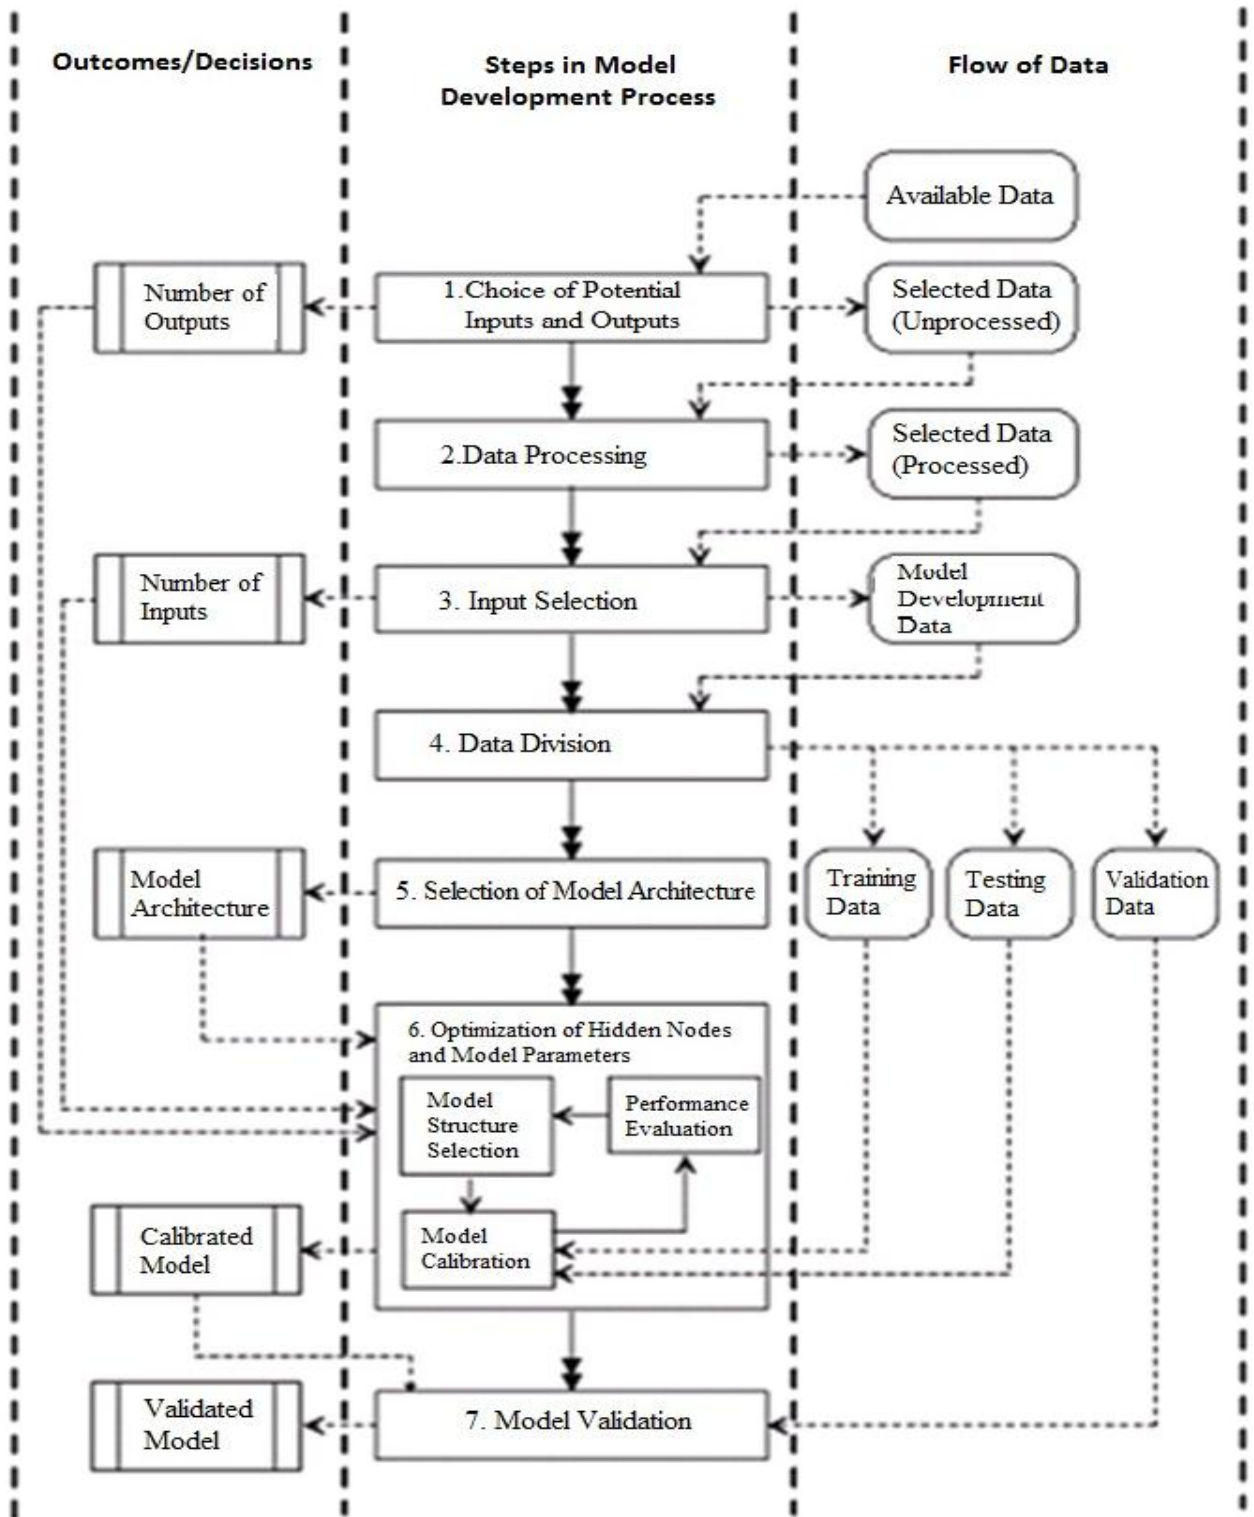 Outcomes/Decisions
Steps in Model
Development Process
Flow of Data
Available Data
Number of
Outputs
1.Choice of Potential
Inputs and Outputs
Selected Data
(Unprocessed)
2.Data Processing
Selected Data
(Processed)
Number of
Inputs
3. Input Selection
Model
Development
Data
4. Data Division
Model
Architecture
5. Selection of Model Architecture
Training
Data
Testing
Data
Validation
Data
6. Optimization of Hidden Nodes
and Model Parameters
Model
Structure
Selection
Performance
Evaluation
Calibrated
Model
Model
Calibration
Validated
Model
7. Model Validation